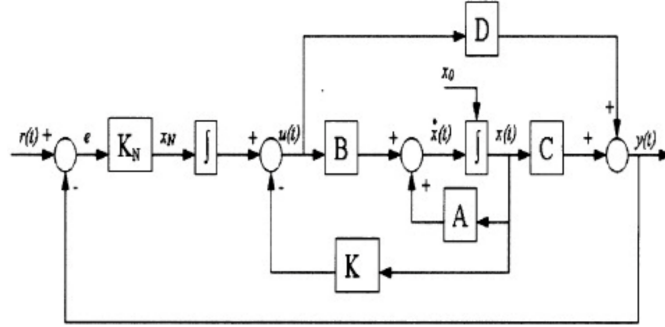 D
x₀
r(t) + e K_N x_N ∫ + u(t) B + ẋ(t) ∫ x(t) C + + y(t)
- - + A
K